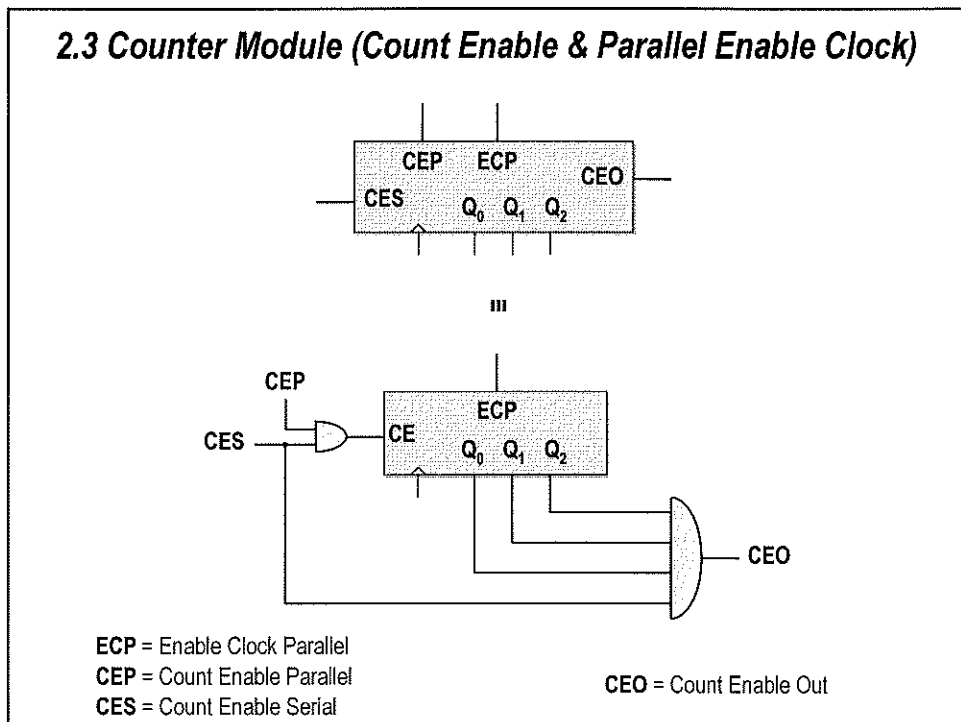 2.3 Counter Module (Count Enable & Parallel Enable Clock)
CEP ECP
CEO
CES
Q0 Q1 Q2
CEP
ECP
CES
CE
Q0 Q1 Q2
CEO
ECP = Enable Clock Parallel
CEP = Count Enable Parallel
CES = Count Enable Serial
CEO = Count Enable Out